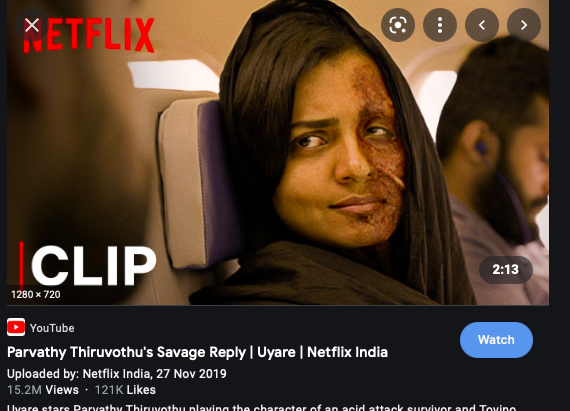 NETFLIX
CLIP
2:13
1280 × 720
YouTube
Parvathy Thiruvothu's Savage Reply | Uyare | Netflix India
Watch
Uploaded by: Netflix India, 27 Nov 2019
15.2M Views · 121K Likes
Uyare stars Parvathy Thiruvothu playing the character of an acid attack survivor and Tovino